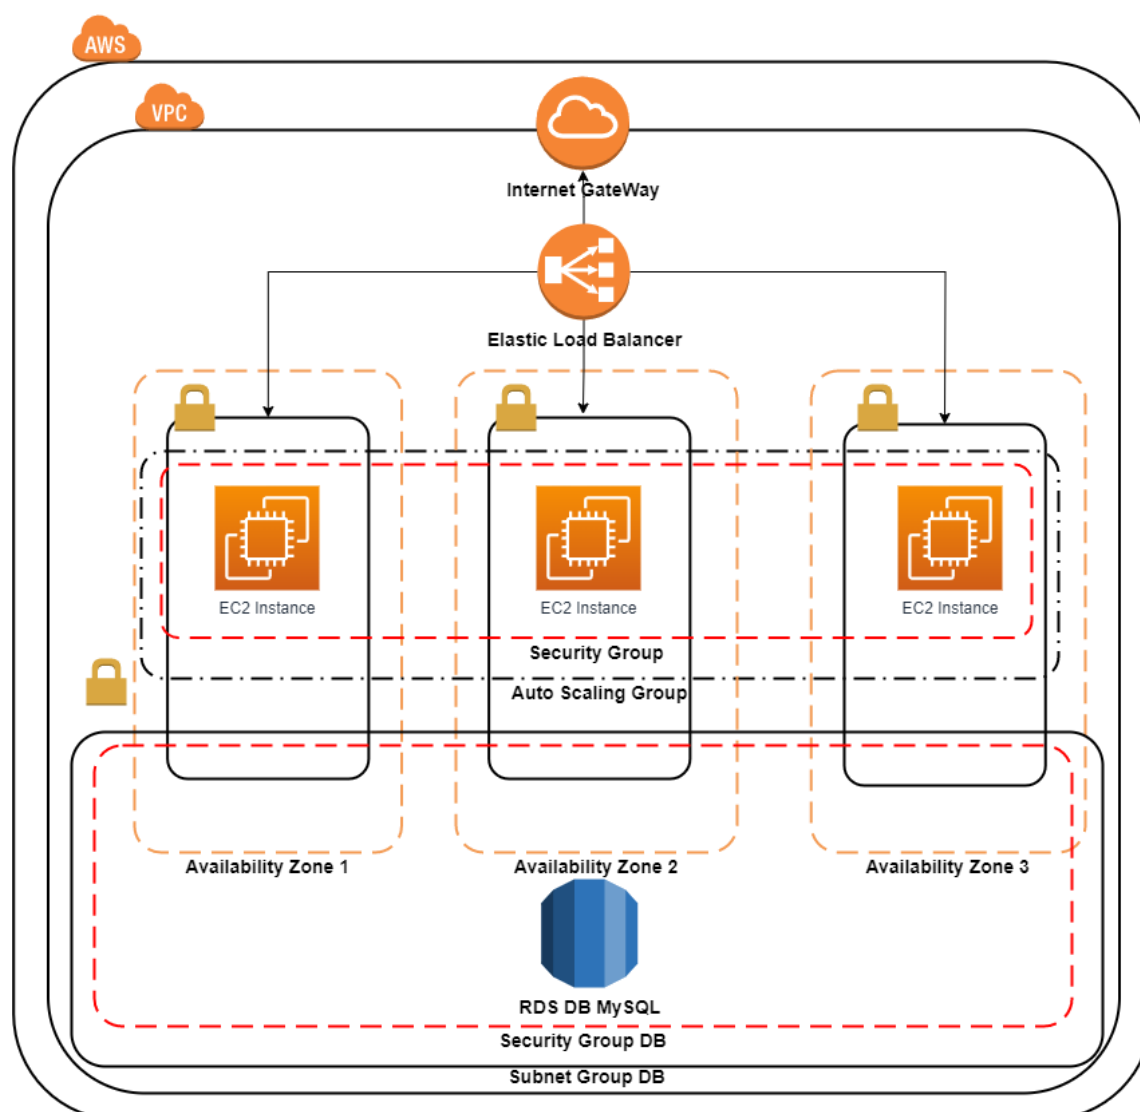 AWS
VPC
Internet GateWay
Elastic Load Balancer
EC2 Instance
EC2 Instance
EC2 Instance
Security Group
Auto Scaling Group
Availability Zone 1
Availability Zone 2
Availability Zone 3
RDS DB MySQL
Security Group DB
Subnet Group DB